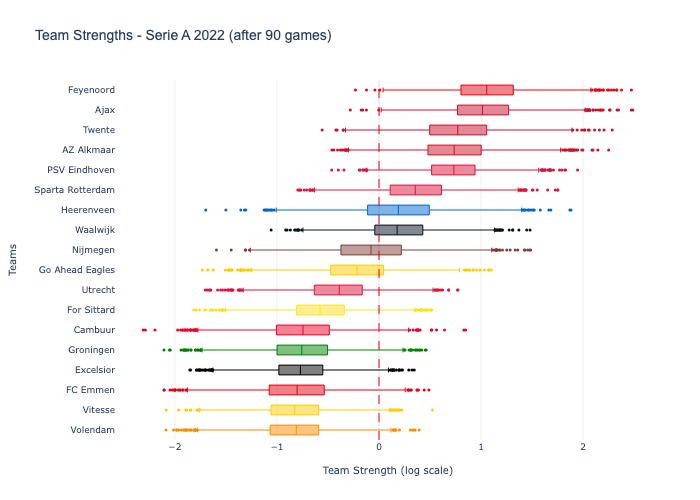 Team Strengths - Serie A 2022 (after 90 games)
Feyenoord
Ajax
Twente
AZ Alkmaar
PSV Eindhoven
Sparta Rotterdam
Heerenveen
Waalwijk
Nijmegen
Go Ahead Eagles
Utrecht
For Sittard
Cambuur
Groningen
Excelsior
FC Emmen
Vitesse
Volendam
Teams
−2 −1 0 1 2
Team Strength (log scale)